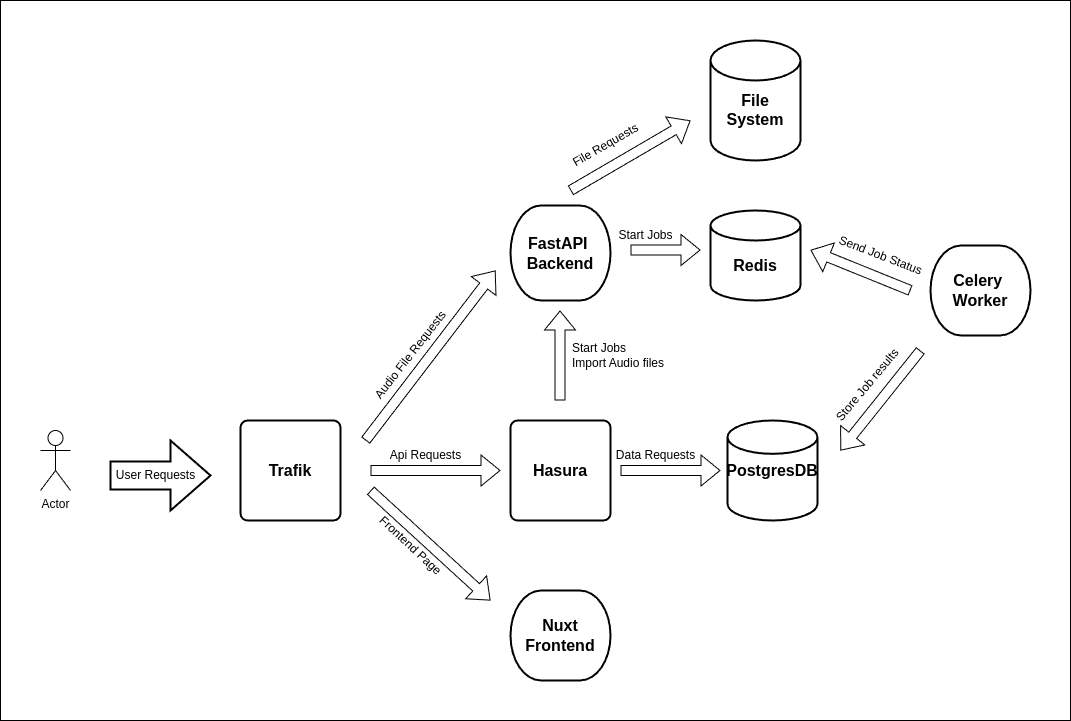 File
System
File Requests
FastAPI
Backend
Start Jobs
Redis
Send Job Status
Celery
Worker
Audio File Requests
Start Jobs
Import Audio files
Store Job results
Actor
User Requests
Trafik
Api Requests
Hasura
Data Requests
PostgresDB
Frontend Page
Nuxt
Frontend